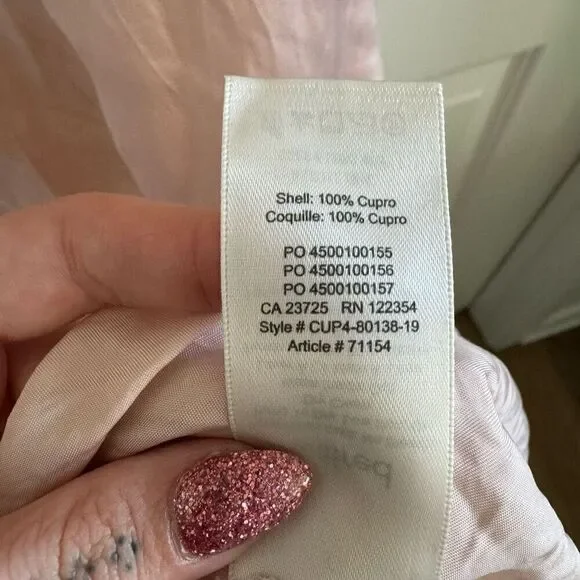 Shell: 100% Cupro
Coquille: 100% Cupro
PO 4500100155
PO 4500100156
PO 4500100157
CA 23725 RN 122354
Style # CUP4-80138-19
Article # 71154